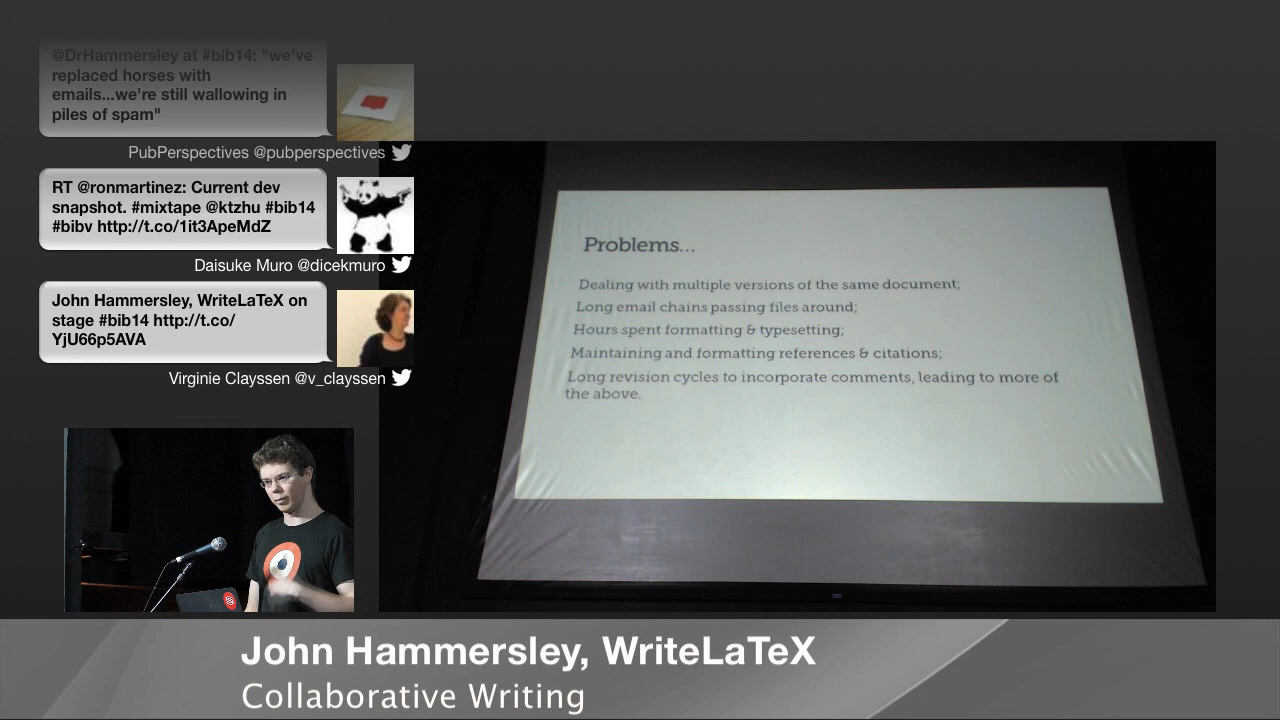 @DrHammersley at #bib14: "we've
replaced horses with
emails...we're still wallowing in
piles of spam"
PubPerspectives @pubperspectives
RT @ronmartinez: Current dev
snapshot. #mixtape @ktzhu #bib14
#bibv http://t.co/1it3ApeMdZ
Daisuke Muro @dicekmuro
John Hammersley, WriteLaTeX on
stage #bib14 http://t.co/
YjU66p5AVA
Virginie Clayssen @v_clayssen
Problems...
Dealing with multiple versions of the same document;
Long email chains passing files around;
Hours spent formatting & typesetting;
Maintaining and formatting references & citations;
Long revision cycles to incorporate comments, leading to more of
the above.
John Hammersley, WriteLaTeX
Collaborative Writing